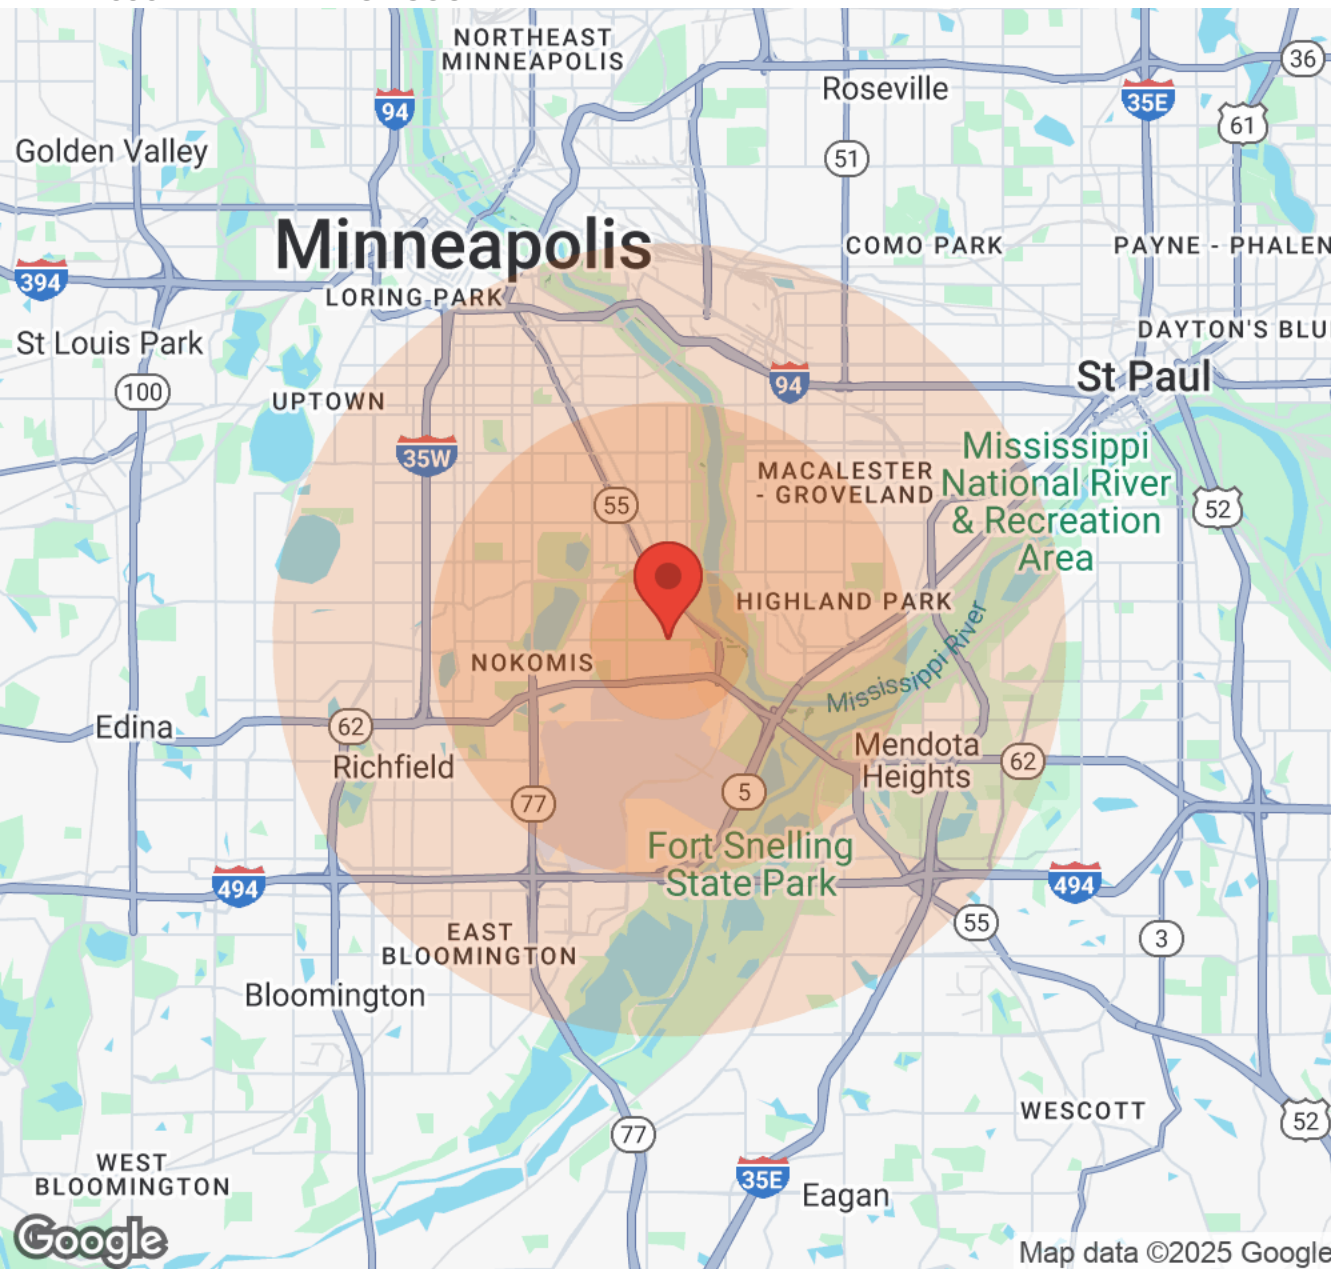 NORTHEAST
MINNEAPOLIS
36
Roseville
94
35E
61
Golden Valley
51
Minneapolis
COMO PARK
PAYNE - PHALEN
394
LORING PARK
DAYTON'S BLU
St Louis Park
St Paul
100
94
UPTOWN
Mississippi
National River
& Recreation
Area
35W
MACALESTER
- GROVELAND
55
52
HIGHLAND PARK
Mississippi River
NOKOMIS
Edina
62
Richfield
Mendota
Heights
62
77
5
Fort Snelling
State Park
494
494
55
3
EAST
BLOOMINGTON
Bloomington
WESCOTT
52
77
WEST
BLOOMINGTON
35E
Eagan
Google
Map data ©2025 Google